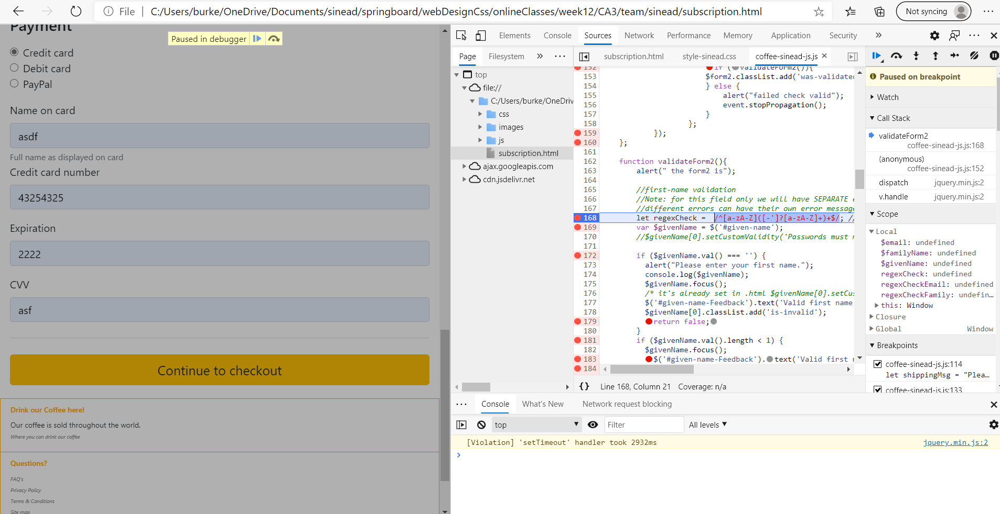 File
C:/Users/burke/OneDrive/Documents/sinead/springboard/webDesignCss/onlineClasses/week12/CA3/team/sinead/subscription.html
Not syncing
Payment
Paused in debugger
Credit card
Debit card
PayPal
Name on card
asdf
Full name as displayed on card
Credit card number
43254325
Expiration
2222
CVV
asf
Continue to checkout
Drink our Coffee here!
Our coffee is sold throughout the world.
Where you can drink our coffee
Questions?
FAQ's
Privacy Policy
Terms & Conditions
Site map
Elements Console Sources Network Performance Memory Application Security »
Page Filesystem »
top
file://
C:/Users/burke/OneDriv
css
images
js
subscription.html
ajax.googleapis.com
cdn.jsdelivr.net
subscription.html style-sinead.css coffee-sinead-js.js
152 if (validateForm2()){
153 $form2.classList.add('was-validated
154 } else {
155 alert("failed check valid");
156 event.stopPropagation();
157 }
158 };
159 });
160 };
161
162 function validateForm2(){
163 alert(" the form2 is");
164
165 //first-name validation
166 //Note: for this field only we will have SEPARATE e
167 //different errors can have their own error message
168 let regexCheck = /^[a-zA-Z]([-']?[a-zA-Z]+)+$/; //
169 var $givenName = $('#given-name');
170 //$givenName[0].setCustomValidity('Passwords must n
171
172 if ($givenName.val() === '') {
173 alert("Please enter your first name.");
174 console.log($givenName);
175 $givenName.focus();
176 /* it's already set in .html $givenName[0].setCus
177 $('#given-name-Feedback').text('Valid first name
178 $givenName[0].classList.add('is-invalid');
179 return false;
180 }
181 if ($givenName.val().length < 1) {
182 $givenName.focus();
183 $('#given-name-Feedback').text('Valid first n
184
{} Line 168, Column 21 Coverage: n/a
Paused on breakpoint
Watch
Call Stack
validateForm2
coffee-sinead-js.js:168
(anonymous)
coffee-sinead-js.js:152
dispatch jquery.min.js:2
v.handle jquery.min.js:2
Scope
Local
$email: undefined
$familyName: undefined
$givenName: undefined
regexCheck: undefined
regexCheckEmail: undefined
regexCheckFamily: undefin…
this: Window
Closure
Global Window
Breakpoints
coffee-sinead-js.js:114
let shippingMsg = "Plea…
coffee-sinead-js.js:133
Console What's New Network request blocking
top Filter All levels
[Violation] 'setTimeout' handler took 2932ms jquery.min.js:2